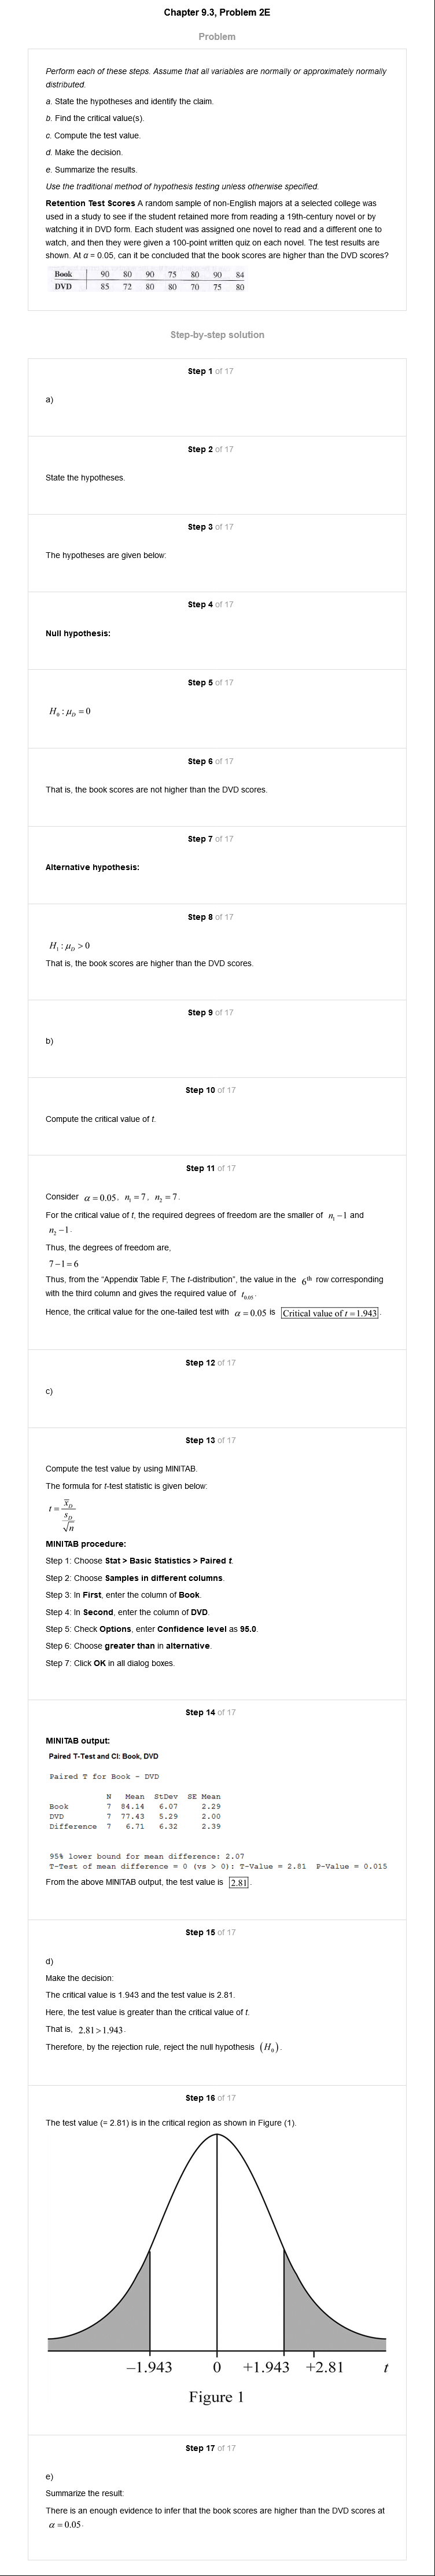 Chapter 9.3, Problem 2E
Problem
Perform each of these steps. Assume that all variables are normally or approximately normally
distributed.
a. State the hypotheses and identify the claim.
b. Find the critical value(s).
c. Compute the test value.
d. Make the decision.
e. Summarize the results.
Use the traditional method of hypothesis testing unless otherwise specified.
Retention Test Scores A random sample of non-English majors at a selected college was
used in a study to see if the student retained more from reading a 19th-century novel or by
watching it in DVD form. Each student was assigned one novel to read and a different one to
watch, and then they were given a 100-point written quiz on each novel. The test results are
shown. At α = 0.05, can it be concluded that the book scores are higher than the DVD scores?
Book 90 80 90 75 80 90 84
DVD 85 72 80 80 70 75 80
Step-by-step solution
Step 1 of 17
a)
Step 2 of 17
State the hypotheses.
Step 3 of 17
The hypotheses are given below:
Step 4 of 17
Null hypothesis:
Step 5 of 17
H₀ : μ_D = 0
Step 6 of 17
That is, the book scores are not higher than the DVD scores.
Step 7 of 17
Alternative hypothesis:
Step 8 of 17
H₁ : μ_D > 0
That is, the book scores are higher than the DVD scores.
Step 9 of 17
b)
Step 10 of 17
Compute the critical value of t.
Step 11 of 17
Consider α = 0.05, n₁ = 7, n₂ = 7.
For the critical value of t, the required degrees of freedom are the smaller of n₁ − 1 and
n₂ − 1.
Thus, the degrees of freedom are,
7 − 1 = 6
Thus, from the “Appendix Table F, The t-distribution”, the value in the 6th row corresponding
with the third column and gives the required value of t₀.₀₅.
Hence, the critical value for the one-tailed test with α = 0.05 is Critical value of t = 1.943.
Step 12 of 17
c)
Step 13 of 17
Compute the test value by using MINITAB.
The formula for t-test statistic is given below:
t = x̄_D / (s_D / √n)
MINITAB procedure:
Step 1: Choose Stat > Basic Statistics > Paired t.
Step 2: Choose Samples in different columns.
Step 3: In First, enter the column of Book.
Step 4: In Second, enter the column of DVD.
Step 5: Check Options, enter Confidence level as 95.0.
Step 6: Choose greater than in alternative.
Step 7: Click OK in all dialog boxes.
Step 14 of 17
MINITAB output:
Paired T-Test and CI: Book, DVD
Paired T for Book - DVD
N Mean StDev SE Mean
Book 7 84.14 6.07 2.29
DVD 7 77.43 5.29 2.00
Difference 7 6.71 6.32 2.39
95% lower bound for mean difference: 2.07
T-Test of mean difference = 0 (vs > 0): T-Value = 2.81 P-Value = 0.015
From the above MINITAB output, the test value is 2.81.
Step 15 of 17
d)
Make the decision:
The critical value is 1.943 and the test value is 2.81.
Here, the test value is greater than the critical value of t.
That is, 2.81 > 1.943.
Therefore, by the rejection rule, reject the null hypothesis (H₀).
Step 16 of 17
The test value (= 2.81) is in the critical region as shown in Figure (1).
−1.943 0 +1.943 +2.81 t
Figure 1
Step 17 of 17
e)
Summarize the result:
There is an enough evidence to infer that the book scores are higher than the DVD scores at
α = 0.05.